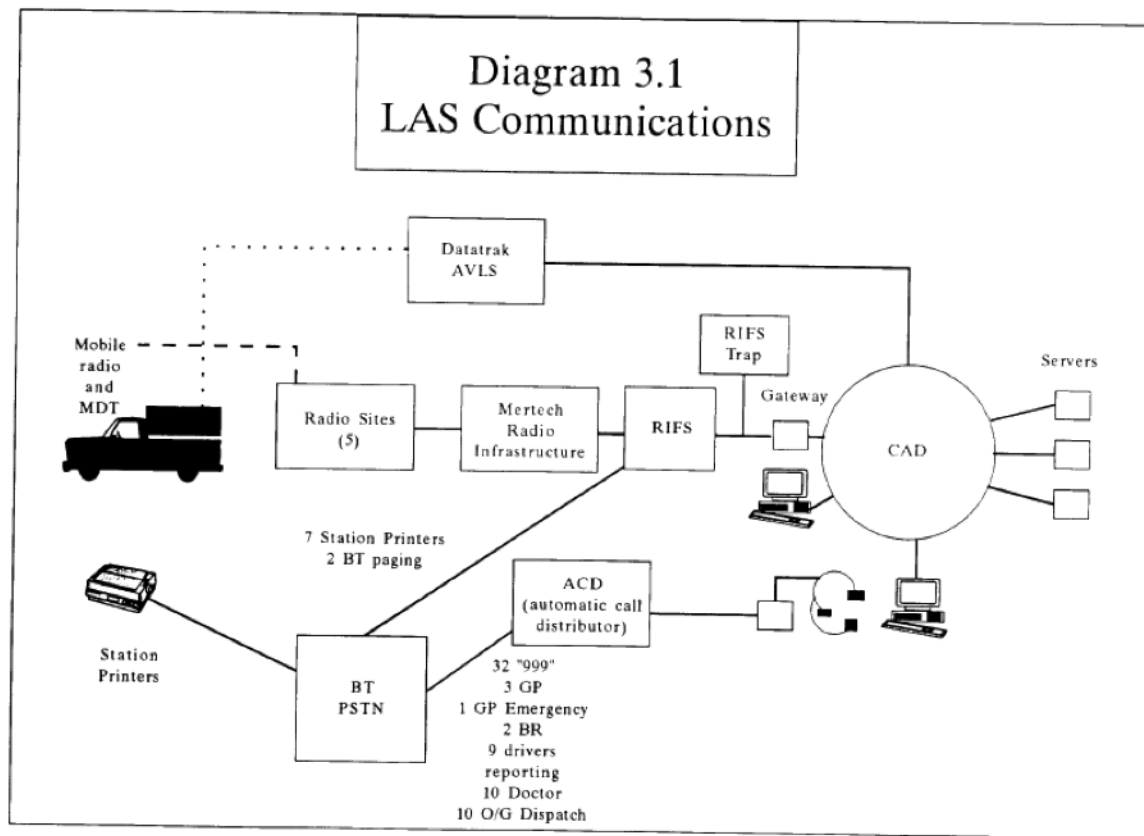 Diagram 3.1
LAS Communications
Datatrak
AVLS
RIFS
Trap
Mobile
radio
and
MDT
Servers
Gateway
Radio Sites
(5)
Mertech
Radio
Infrastructure
RIFS
CAD
7 Station Printers
2 BT paging
ACD
(automatic call
distributor)
Station
Printers
BT
PSTN
32 "999"
3 GP
1 GP Emergency
2 BR
9 drivers
reporting
10 Doctor
10 O/G Dispatch